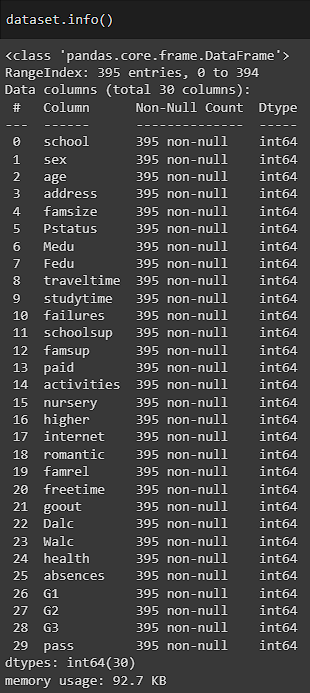 dataset.info()
<class 'pandas.core.frame.DataFrame'>
RangeIndex: 395 entries, 0 to 394
Data columns (total 30 columns):
 #   Column      Non-Null Count  Dtype
---  ------      --------------  -----
 0   school      395 non-null    int64
 1   sex         395 non-null    int64
 2   age         395 non-null    int64
 3   address     395 non-null    int64
 4   famsize     395 non-null    int64
 5   Pstatus     395 non-null    int64
 6   Medu        395 non-null    int64
 7   Fedu        395 non-null    int64
 8   traveltime  395 non-null    int64
 9   studytime   395 non-null    int64
 10  failures    395 non-null    int64
 11  schoolsup   395 non-null    int64
 12  famsup      395 non-null    int64
 13  paid        395 non-null    int64
 14  activities  395 non-null    int64
 15  nursery     395 non-null    int64
 16  higher      395 non-null    int64
 17  internet    395 non-null    int64
 18  romantic    395 non-null    int64
 19  famrel      395 non-null    int64
 20  freetime    395 non-null    int64
 21  goout       395 non-null    int64
 22  Dalc        395 non-null    int64
 23  Walc        395 non-null    int64
 24  health      395 non-null    int64
 25  absences    395 non-null    int64
 26  G1          395 non-null    int64
 27  G2          395 non-null    int64
 28  G3          395 non-null    int64
 29  pass        395 non-null    int64
dtypes: int64(30)
memory usage: 92.7 KB